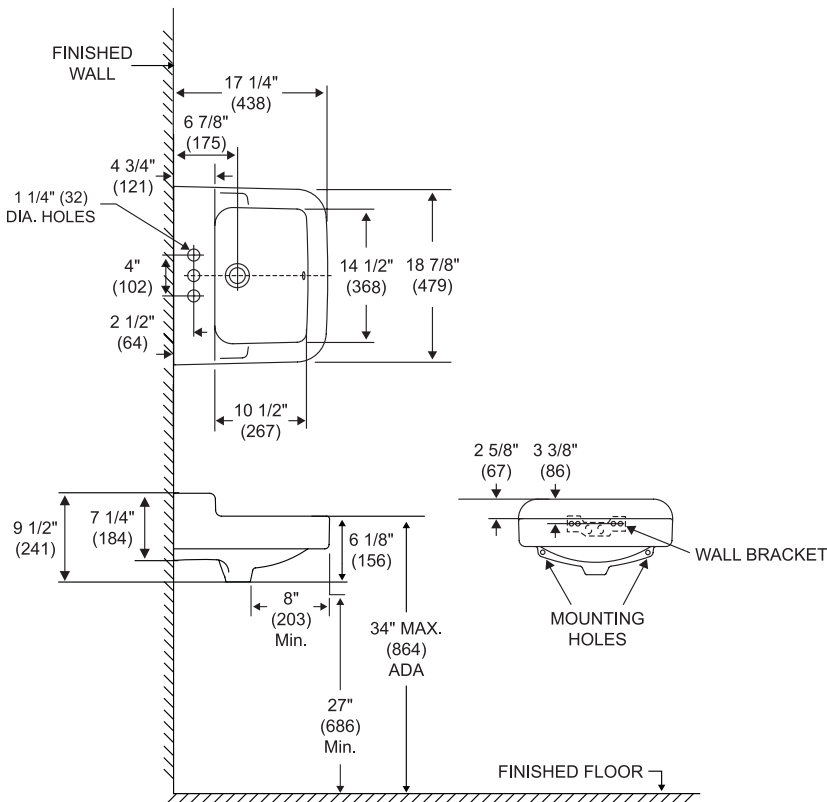 FINISHED
WALL
17 1/4"
(438)
6 7/8"
(175)
4 3/4"
(121)
1 1/4" (32)
DIA. HOLES
4"
(102)
14 1/2"
(368)
18 7/8"
(479)
2 1/2"
(64)
10 1/2"
(267)
2 5/8"
(67)
3 3/8"
(86)
9 1/2"
(241)
7 1/4"
(184)
6 1/8"
(156)
WALL BRACKET
8"
(203)
Min.
MOUNTING
HOLES
34" MAX.
(864)
ADA
27"
(686)
Min.
FINISHED FLOOR